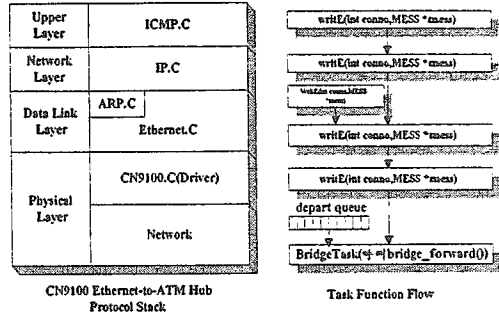 Upper
Layer
ICMP.C
Network
Layer
IP.C
Data Link
Layer
ARP.C
Ethernet.C
Physical
Layer
CN9100.C(Driver)
Network
CN9100 Ethernet-to-ATM Hub
Protocol Stack
writE(int conno,MESS *mess)
writE(int conno,MESS *mess)
*mess)
writE(int conno,MESS *mess)
writE(int conno,MESS *mess)
depart queue
bridge_forward())
Task Function Flow